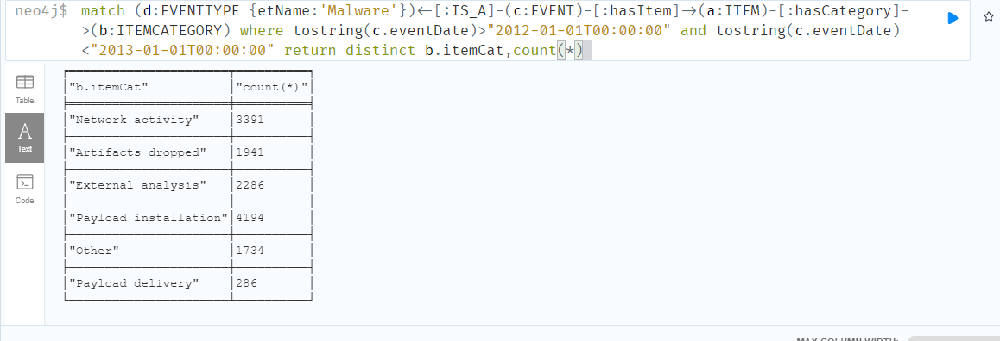 neo4j$ match (d:EVENTTYPE {etName:'Malware'})←[:IS_A]-(c:EVENT)-[:hasItem]→(a:ITEM)-[:hasCategory]-
>(b:ITEMCATEGORY) where tostring(c.eventDate)>"2012-01-01T00:00:00" and tostring(c.eventDate)
<"2013-01-01T00:00:00" return distinct b.itemCat,count(*)
Table
Text
Code
"b.itemCat" "count(*)"
"Network activity" 3391
"Artifacts dropped" 1941
"External analysis" 2286
"Payload installation" 4194
"Other" 1734
"Payload delivery" 286
MAX COLUMN WIDTH: